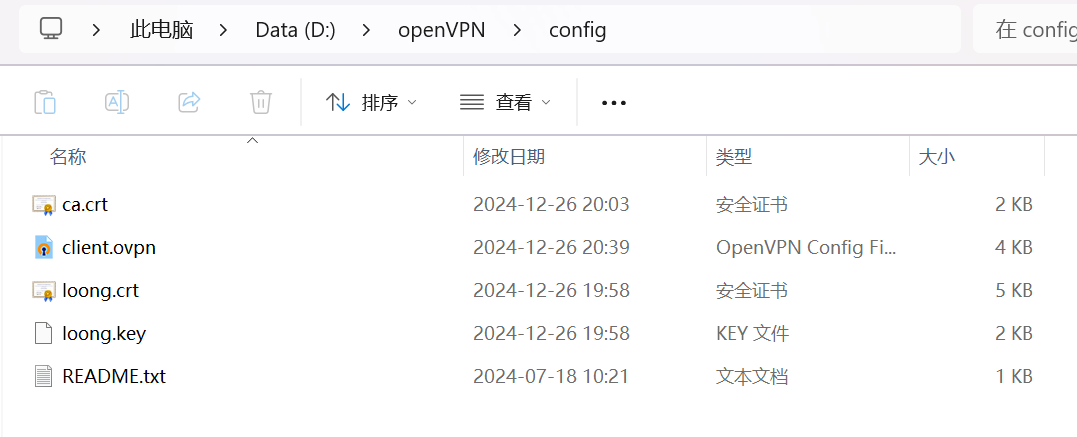 此电脑 Data (D:) openVPN config 在 config
排序 查看
名称 修改日期 类型 大小
ca.crt 2024-12-26 20:03 安全证书 2 KB
client.ovpn 2024-12-26 20:39 OpenVPN Config Fi... 4 KB
loong.crt 2024-12-26 19:58 安全证书 5 KB
loong.key 2024-12-26 19:58 KEY 文件 2 KB
README.txt 2024-07-18 10:21 文本文档 1 KB